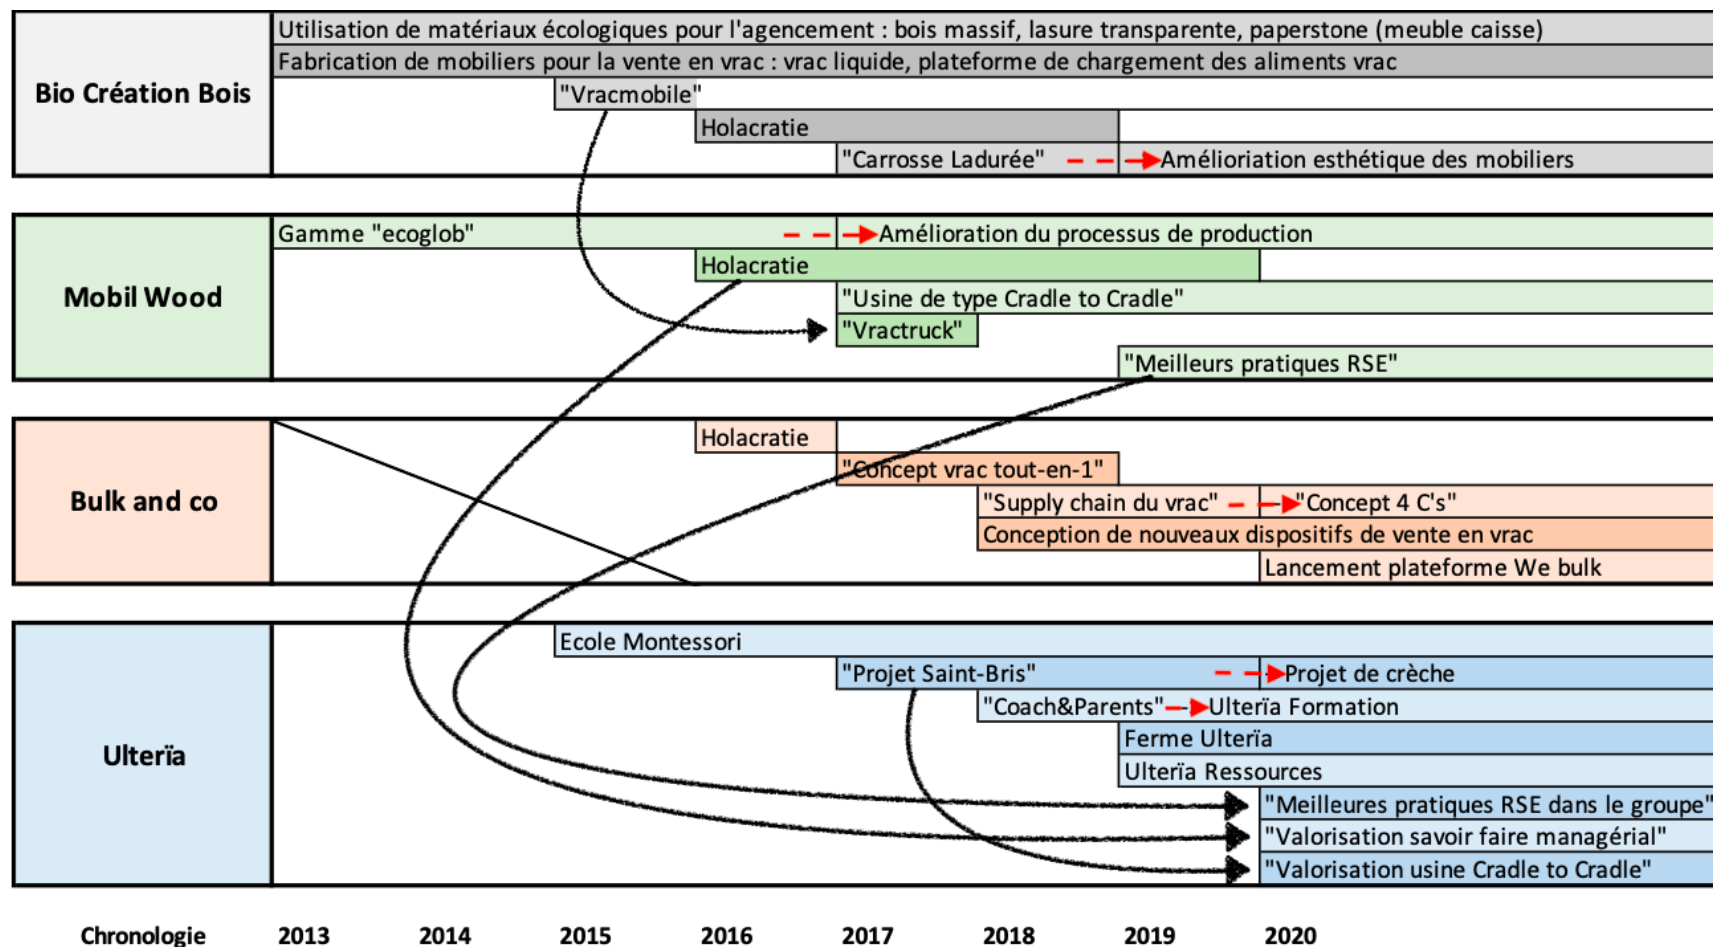 Bio Création Bois
Utilisation de matériaux écologiques pour l'agencement : bois massif, lasure transparente, paperstone (meuble caisse)
Fabrication de mobiliers pour la vente en vrac : vrac liquide, plateforme de chargement des aliments vrac
"Vracmobile"
Holacratie
"Carrosse Ladurée" Amélioriation esthétique des mobiliers
Mobil Wood
Gamme "ecoglob" Amélioration du processus de production
Holacratie
"Usine de type Cradle to Cradle"
"Vractruck"
"Meilleurs pratiques RSE"
Bulk and co
Holacratie
"Concept vrac tout-en-1"
"Supply chain du vrac" "Concept 4 C's"
Conception de nouveaux dispositifs de vente en vrac
Lancement plateforme We bulk
Ulterïa
Ecole Montessori
"Projet Saint-Bris" Projet de crèche
"Coach&Parents" Ulterïa Formation
Ferme Ulterïa
Ulterïa Ressources
"Meilleures pratiques RSE dans le groupe"
"Valorisation savoir faire managérial"
"Valorisation usine Cradle to Cradle"
Chronologie 2013 2014 2015 2016 2017 2018 2019 2020